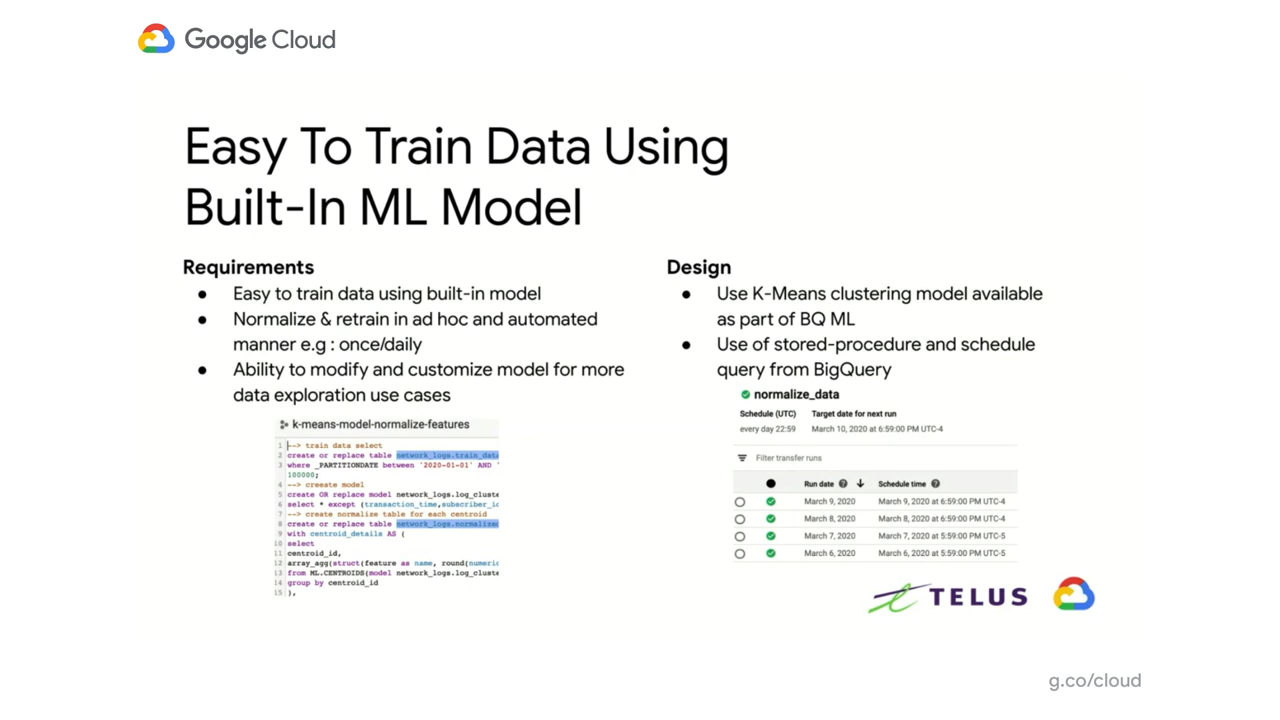 Google Cloud
Easy To Train Data Using
Built-In ML Model
Requirements
● Easy to train data using built-in model
● Normalize & retrain in ad hoc and automated
manner e.g : once/daily
● Ability to modify and customize model for more
data exploration use cases
k-means-model-normalize-features
1 --> train data select
2 create or replace table network_logs.train_data
3 where _PARTITIONDATE between '2020-01-01' AND '
100000;
4 --> creeate model
5 create OR replace model network_logs.log_cluste
6 select * except (transaction_time,subscriber_id
7 --> create normalize table for each centroid
8 create or replace table network_logs.normalized
9 with centroid_details AS (
10 select
11 centroid_id,
12 array_agg(struct(feature as name, round(numeric
13 from ML.CENTROIDS(model network_logs.log_cluste
14 group by centroid_id
15 ),
Design
● Use K-Means clustering model available
as part of BQ ML
● Use of stored-procedure and schedule
query from BigQuery
normalize_data
Schedule (UTC) Target date for next run
every day 22:59 March 10, 2020 at 6:59:00 PM UTC-4
Filter transfer runs
Run date Schedule time
March 9, 2020 March 9, 2020 at 6:59:00 PM UTC-4
March 8, 2020 March 8, 2020 at 6:59:00 PM UTC-4
March 7, 2020 March 7, 2020 at 5:59:00 PM UTC-5
March 6, 2020 March 6, 2020 at 5:59:00 PM UTC-5
TELUS
g.co/cloud